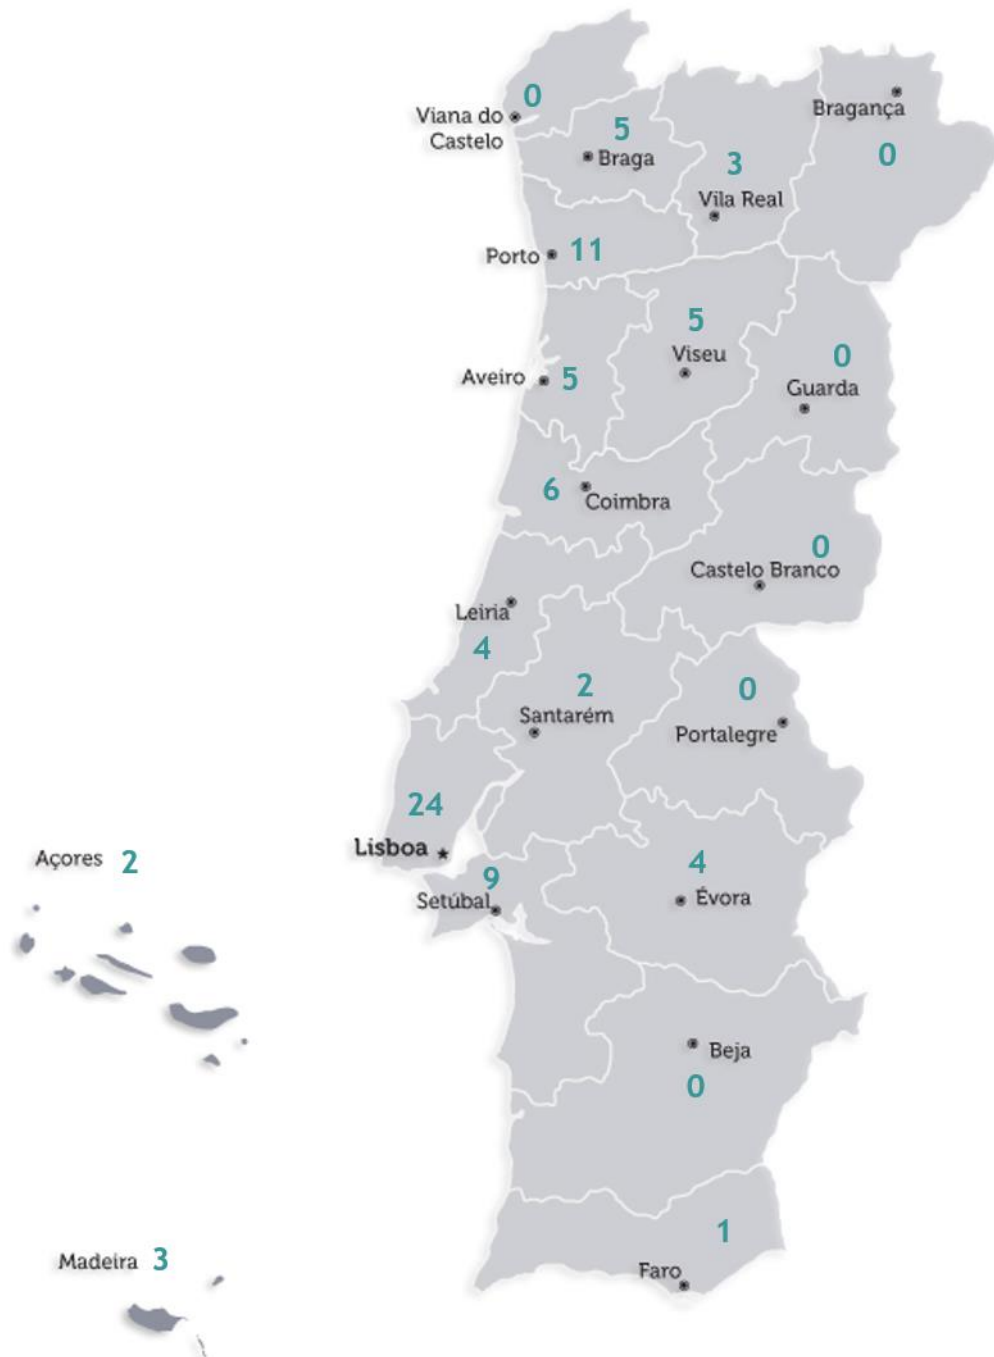 0
Viana do
Castelo
5
Braga
3
Vila Real
Bragança
0
Porto
11
5
Viseu
0
Guarda
Aveiro
5
6
Coimbra
0
Castelo Branco
Leiria
4
2
Santarém
0
Portalegre
24
Lisboa
9
Setúbal
4
Évora
Açores 2
Beja
0
1
Faro
Madeira 3